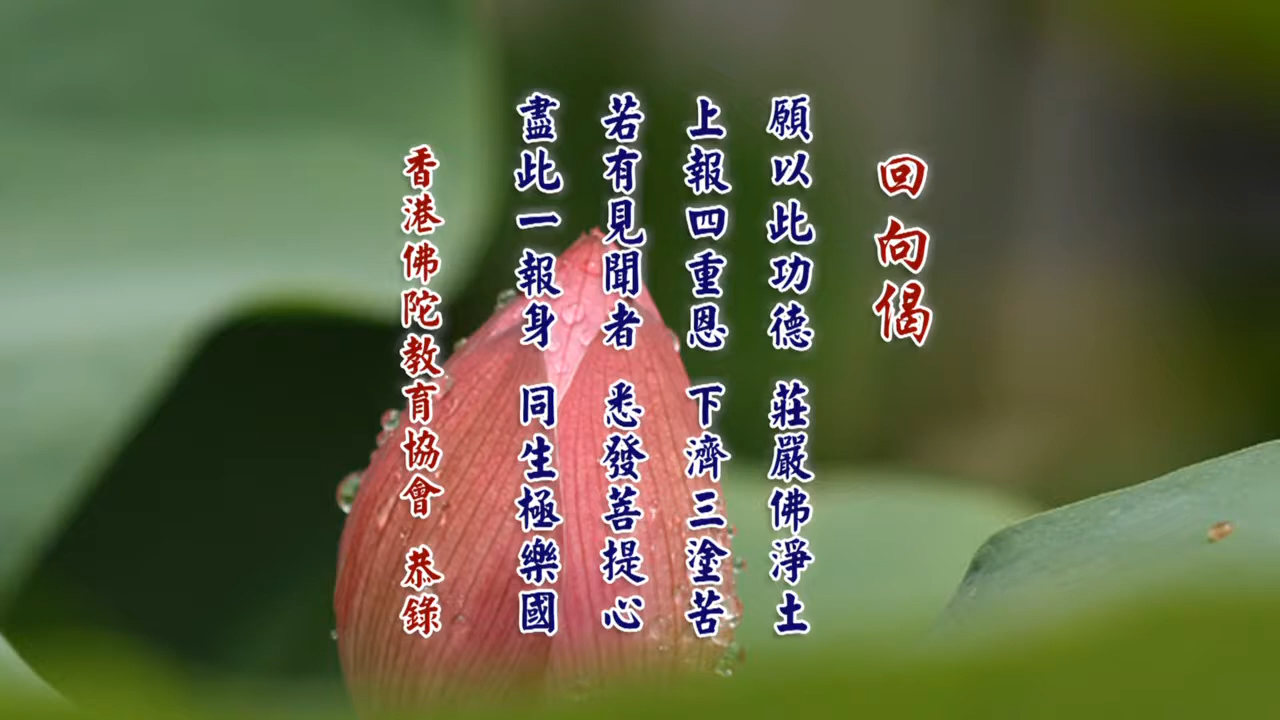 回向偈
願以此功德 莊嚴佛淨土
上報四重恩 下濟三塗苦
若有見聞者 悉發菩提心
盡此一報身 同生極樂國
香港佛陀教育協會 恭錄